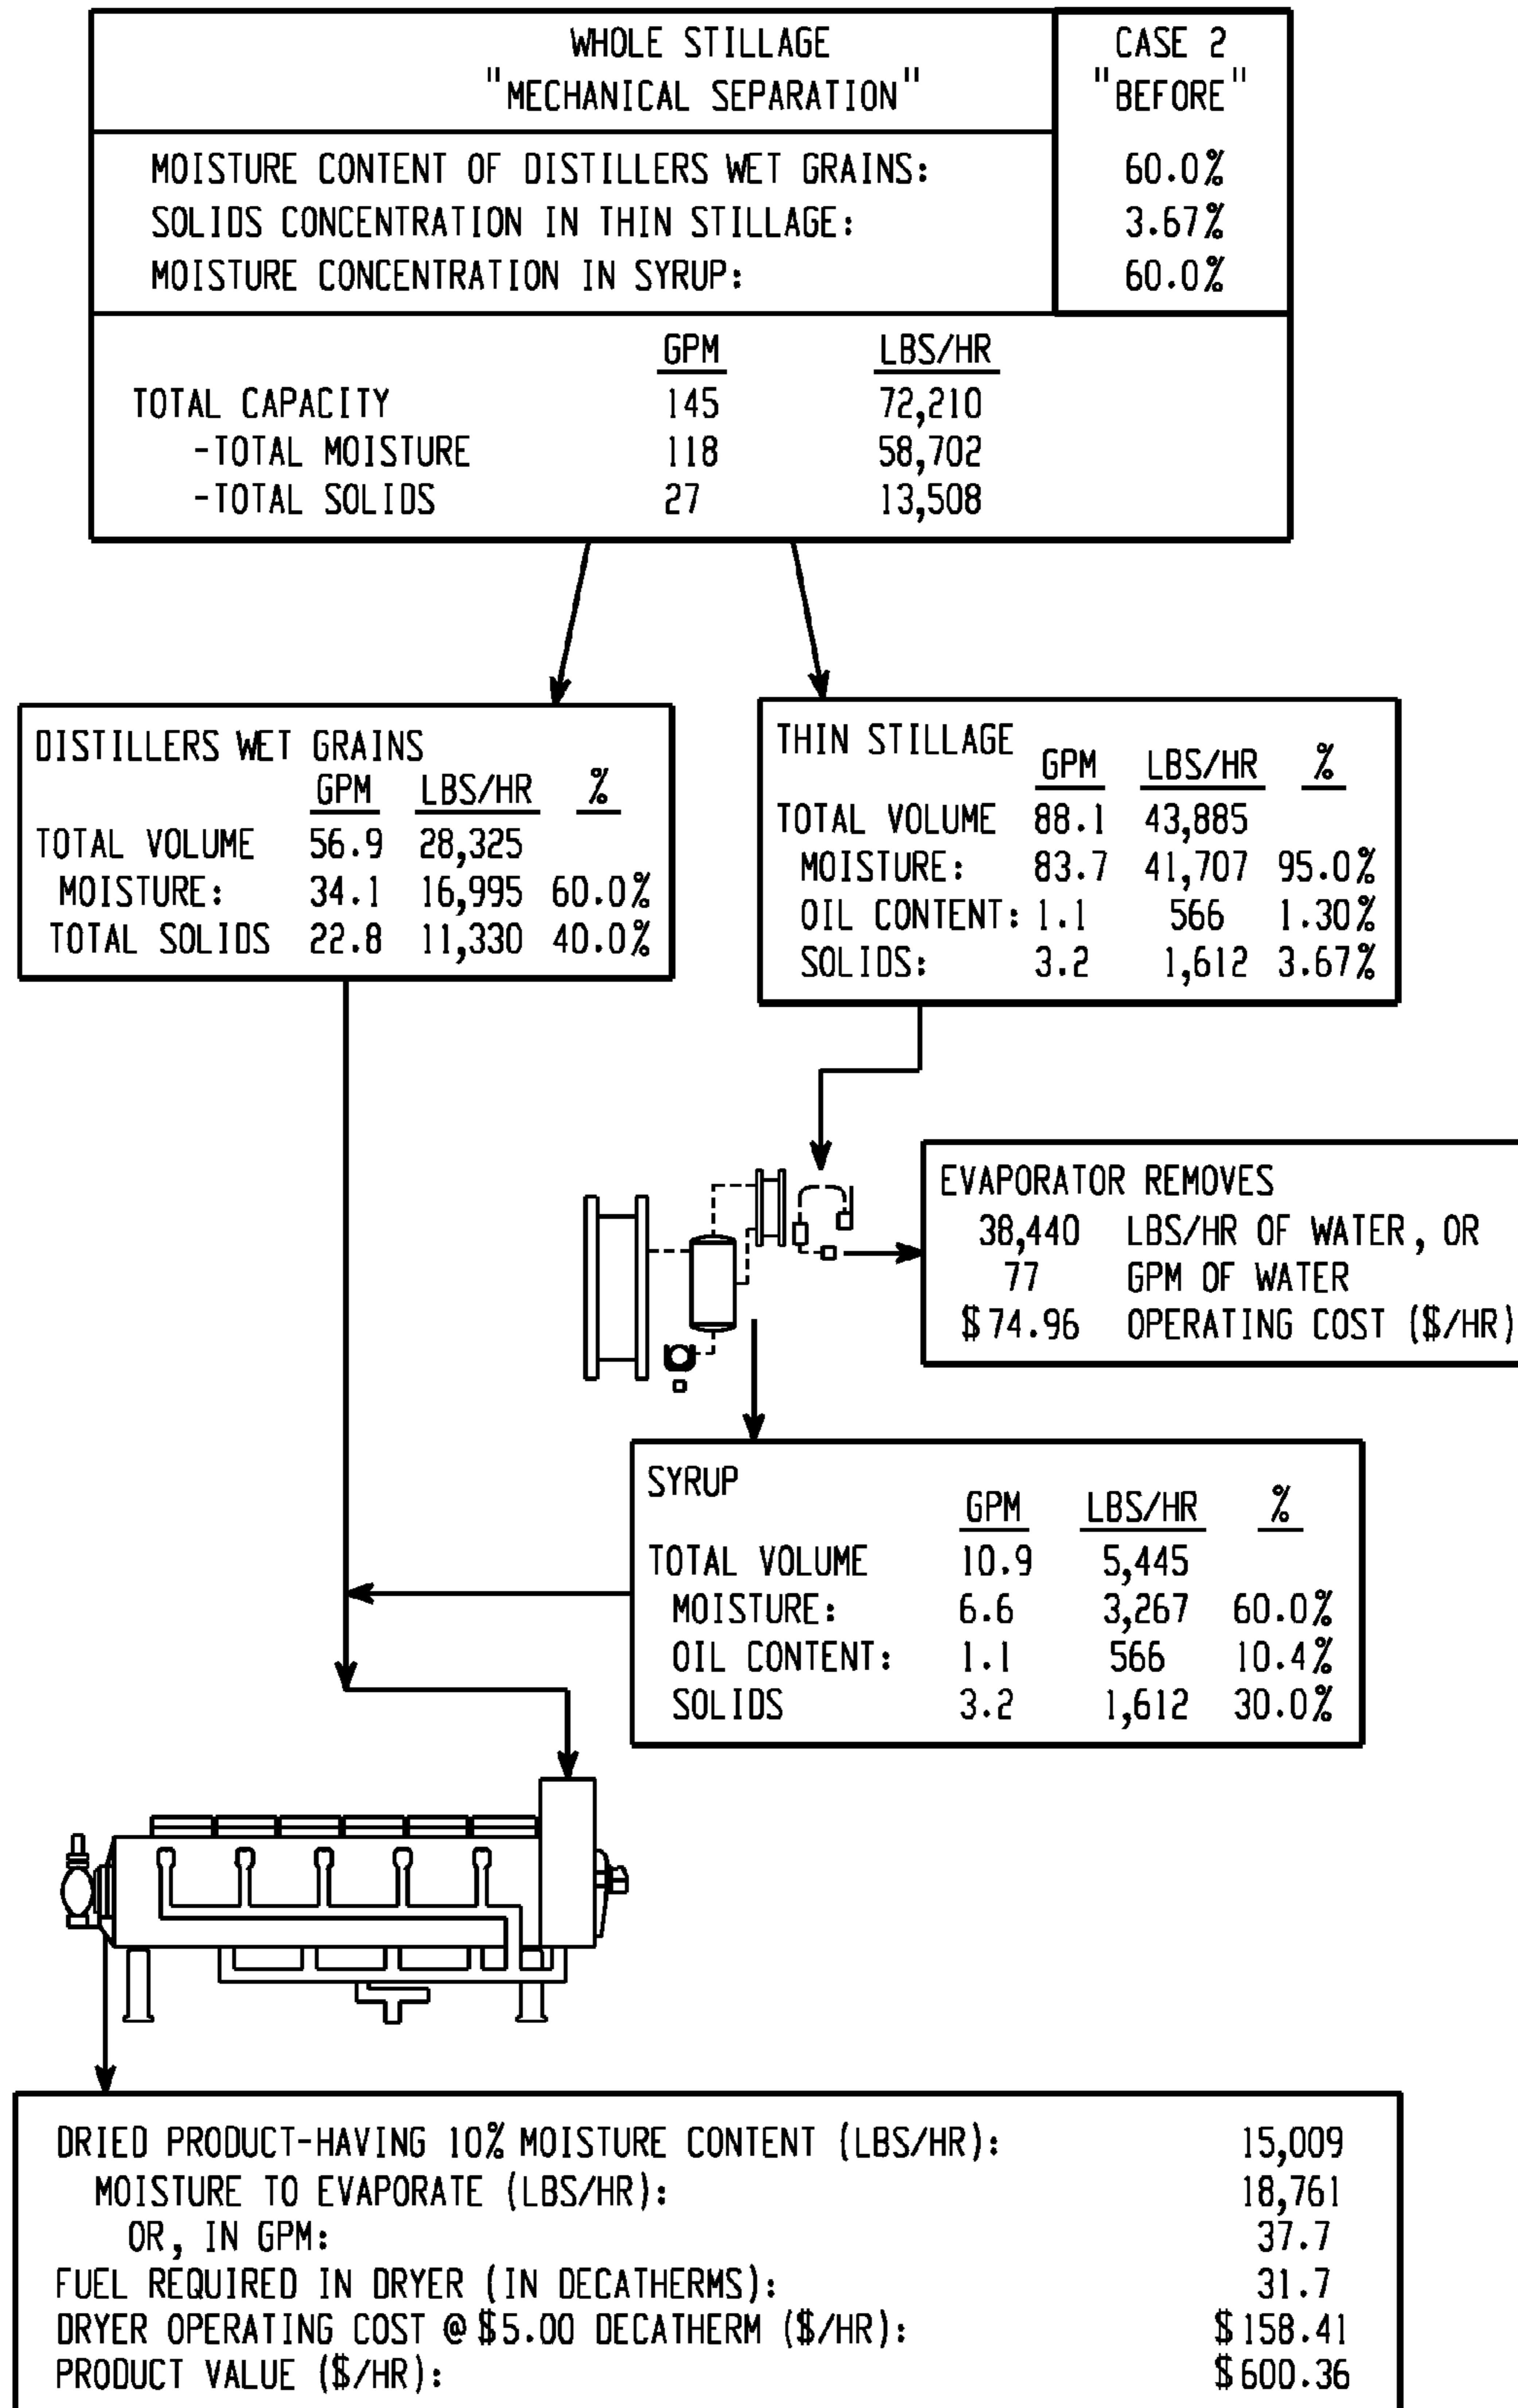 WHOLE STILLAGE
"MECHANICAL SEPARATION"
CASE 2
"BEFORE"
MOISTURE CONTENT OF DISTILLERS WET GRAINS: 60.0%
SOLIDS CONCENTRATION IN THIN STILLAGE: 3.67%
MOISTURE CONCENTRATION IN SYRUP: 60.0%
GPM LBS/HR
TOTAL CAPACITY 145 72,210
-TOTAL MOISTURE 118 58,702
-TOTAL SOLIDS 27 13,508
DISTILLERS WET GRAINS
GPM LBS/HR %
TOTAL VOLUME 56.9 28,325
MOISTURE: 34.1 16,995 60.0%
TOTAL SOLIDS 22.8 11,330 40.0%
THIN STILLAGE
GPM LBS/HR %
TOTAL VOLUME 88.1 43,885
MOISTURE: 83.7 41,707 95.0%
OIL CONTENT: 1.1 566 1.30%
SOLIDS: 3.2 1,612 3.67%
EVAPORATOR REMOVES
38,440 LBS/HR OF WATER, OR
77 GPM OF WATER
$74.96 OPERATING COST ($/HR)
SYRUP
GPM LBS/HR %
TOTAL VOLUME 10.9 5,445
MOISTURE: 6.6 3,267 60.0%
OIL CONTENT: 1.1 566 10.4%
SOLIDS 3.2 1,612 30.0%
DRIED PRODUCT-HAVING 10% MOISTURE CONTENT (LBS/HR): 15,009
MOISTURE TO EVAPORATE (LBS/HR): 18,761
OR, IN GPM: 37.7
FUEL REQUIRED IN DRYER (IN DECATHERMS): 31.7
DRYER OPERATING COST @ $5.00 DECATHERM ($/HR): $158.41
PRODUCT VALUE ($/HR): $600.36